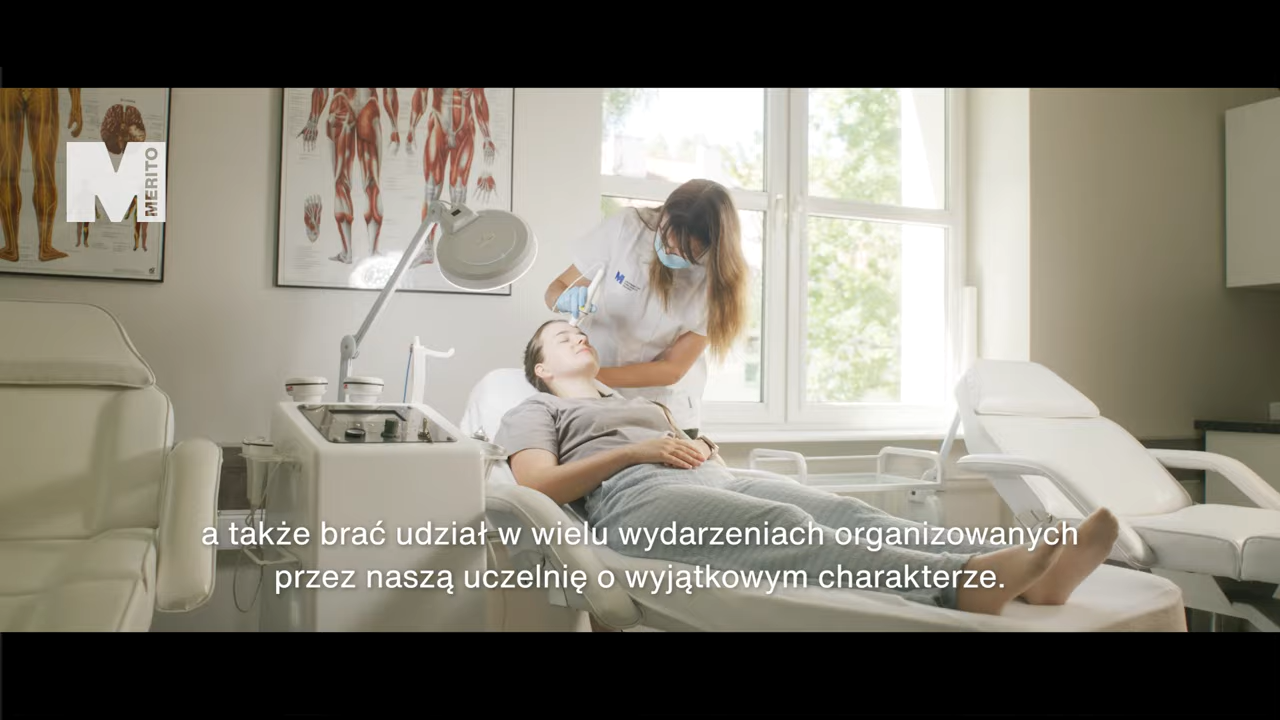 M
MERITO
M
a także brać udział w wielu wydarzeniach organizowanych
przez naszą uczelnię o wyjątkowym charakterze.